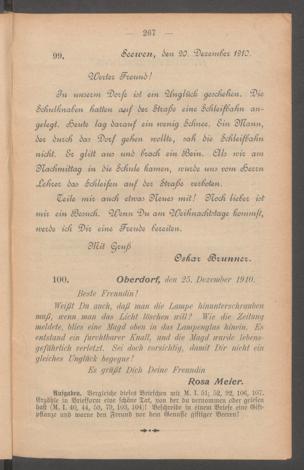 — 267 —
99. Seewen, den 20. Dezember 1910.
Werter Freund!
In unserm Dorfe ist ein Unglück geschehen. Die
Schulknaben hatten auf der Straße eine Schleifbahn an-
gelegt. Heute lag darauf ein wenig Schnee. Ein Mann,
der durch das Dorf gehen wollte, sah die Schleifbahn
nicht. Er glitt aus und brach ein Bein. Als wir am
Nachmittag in die Schule kamen, wurde uns vom Herrn
Lehrer das Schleifen auf der Straße verboten.
Teile mir auch etwas Neues mit! Noch lieber ist
mir ein Besuch. Wenn Du am Weihnachtstage kommst,
werde ich Dir eine Freude bereiten.
Mit Gruß
Oskar Brunner.
100. Oberdorf, den 25. Dezember 1910.
Beste Freundin!
Weißt Du auch, daß man die Lampe hinunterschrauben
muß, wenn man das Licht löschen will? Wie die Zeitung
meldete, blies eine Magd oben in das Lampenglas hinein. Es
entstand ein furchtbarer Knall, und die Magd wurde lebens-
gefährlich verletzt. Sei doch vorsichtig, damit Dir nicht ein
gleiches Unglück begegne!
Es grüßt Dich Deine Freundin
Rosa Meier.
Aufgaben. Vergleiche dieses Briefchen mit M. I. 51, 52, 92, 106, 107.
Erzähle in Briefform eine schöne Tat, von der du vernommen oder gelesen
hast (M. I. 40, 44, 50, 79, 103, 104)! Beschreibe in einem Briefe eine Gift-
pflanze und warne den Freund vor dem Genusse giftiger Beeren!